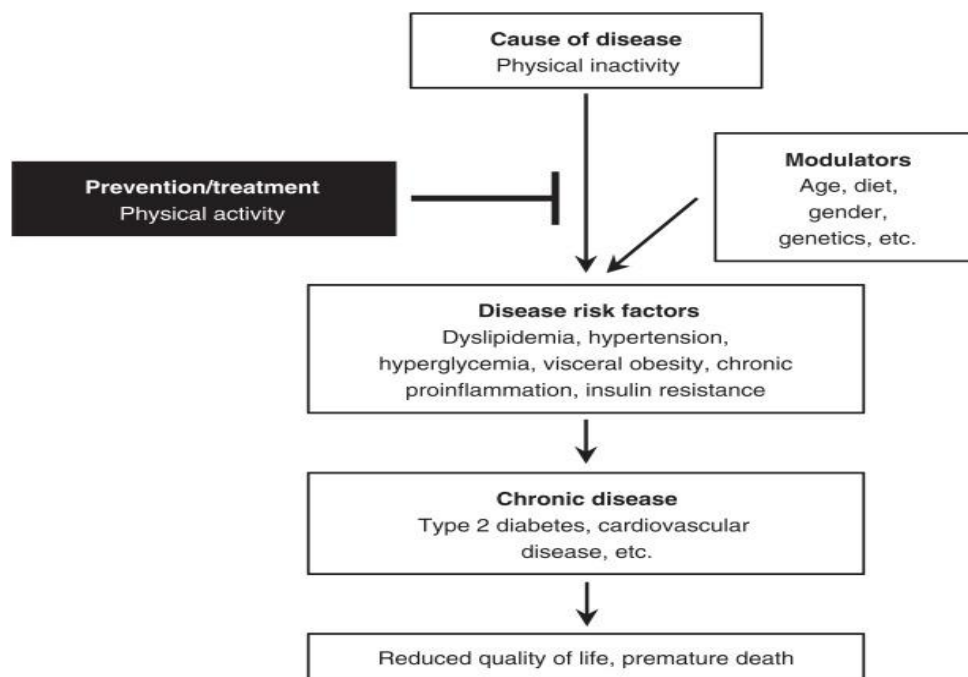 Cause of disease
Physical inactivity
Prevention/treatment
Physical activity
Modulators
Age, diet,
gender,
genetics, etc.
Disease risk factors
Dyslipidemia, hypertension,
hyperglycemia, visceral obesity, chronic
proinflammation, insulin resistance
Chronic disease
Type 2 diabetes, cardiovascular
disease, etc.
Reduced quality of life, premature death